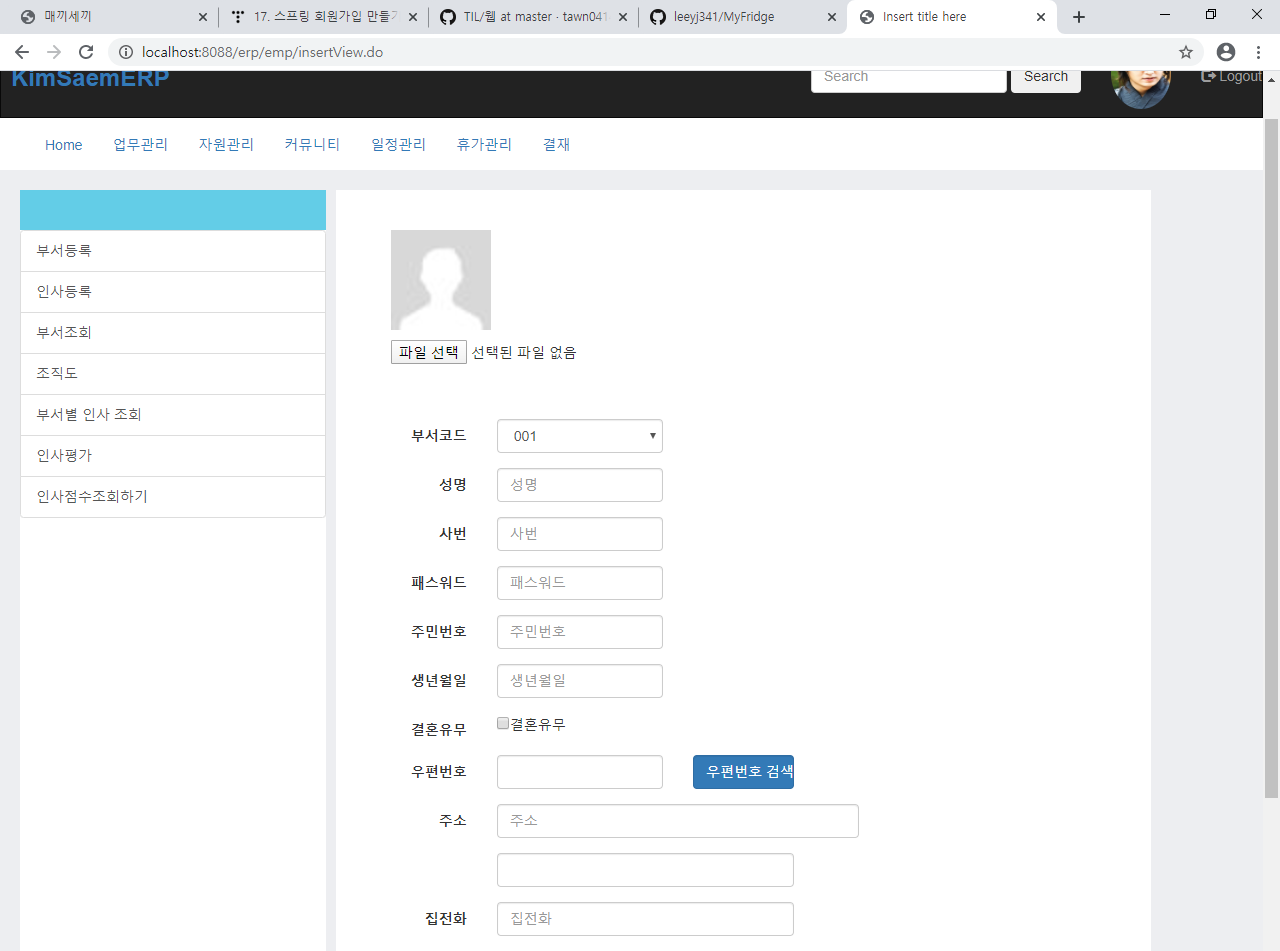 매끼세끼
17. 스프링 회원가입 만들기
TIL/웹 at master · tawn041
leeyj341/MyFridge
Insert title here
localhost:8088/erp/emp/insertView.do
KimSaemERP
Search Search Logout
Home 업무관리 자원관리 커뮤니티 일정관리 휴가관리 결재
부서등록
인사등록
부서조회
조직도
부서별 인사 조회
인사평가
인사점수조회하기
파일 선택 선택된 파일 없음
부서코드 001
성명 성명
사번 사번
패스워드 패스워드
주민번호 주민번호
생년월일 생년월일
결혼유무 결혼유무
우편번호 우편번호 검색
주소 주소
집전화 집전화